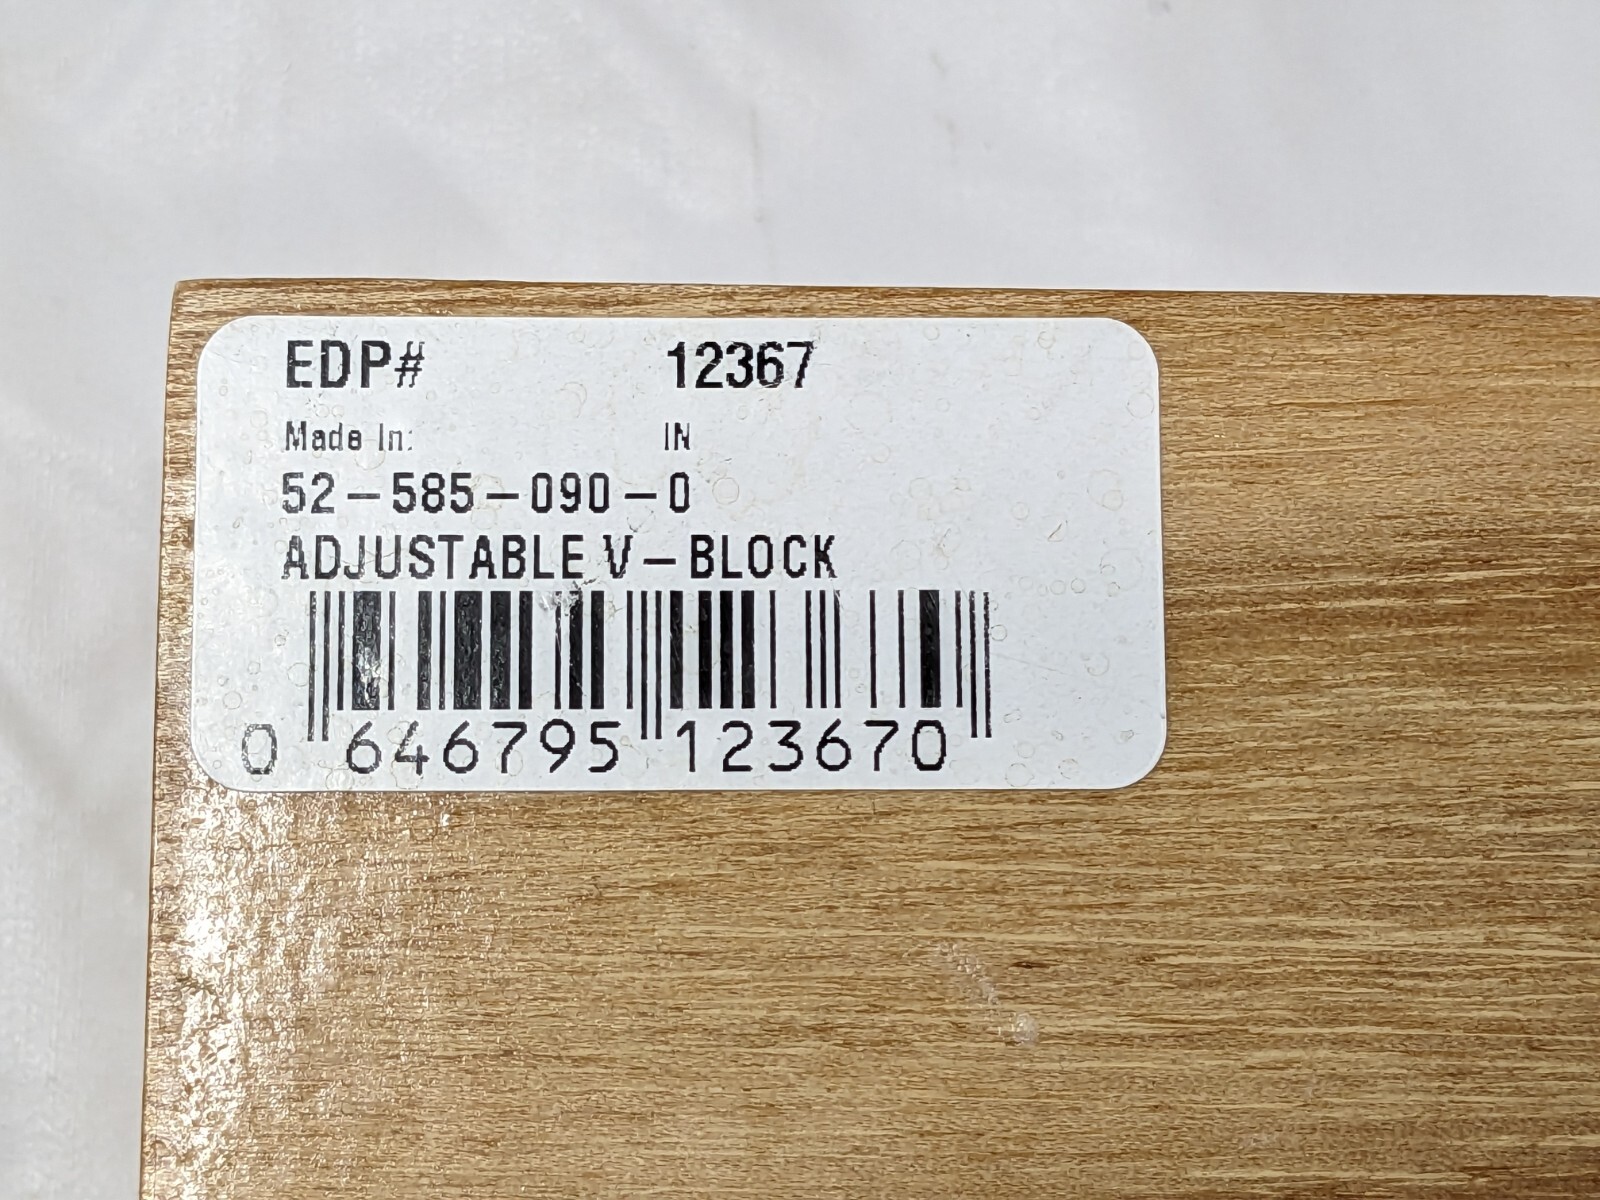 EDP# 12367
Made In: IN
52-585-090-0
ADJUSTABLE V-BLOCK
0 646795 123670